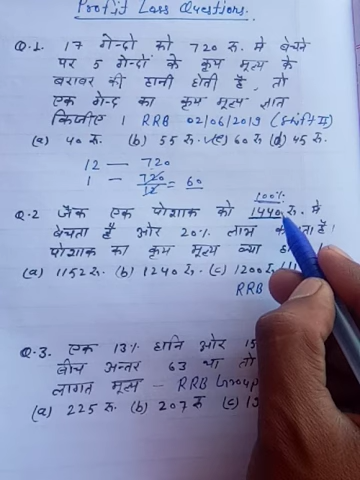 Profit Loss Questions.
Q.1. 17 गेन्दो को 720 रु. मे बेचने
पर 5 गेन्दों के क्रय मूल्य के
बराबर की हानी होती है, तो
एक गेन्द का क्रय मूल्य ज्ञात
किजीए । RRB 02/06/2019 (Shift II
(a) 40 रु. (b) 55 रु. (c) 60 रु (d) 45 रु.
12 — 720
1 — 720/12 = 60
100%
Q.2 जैक एक पोशाक को 1440 रु. मे
बेचता है और 20% लाभ है।
पोशाक का क्रय मूल्य क्या
(a) 1152 रु. (b) 1240 रु. (c) 1200 रु
RRB
Q.3. एक 13% हानि और 15
बीच अन्तर 63 था तो
लागत मूल्य – RRB Group
(a) 225 रु. (b) 207 रु (c) 19